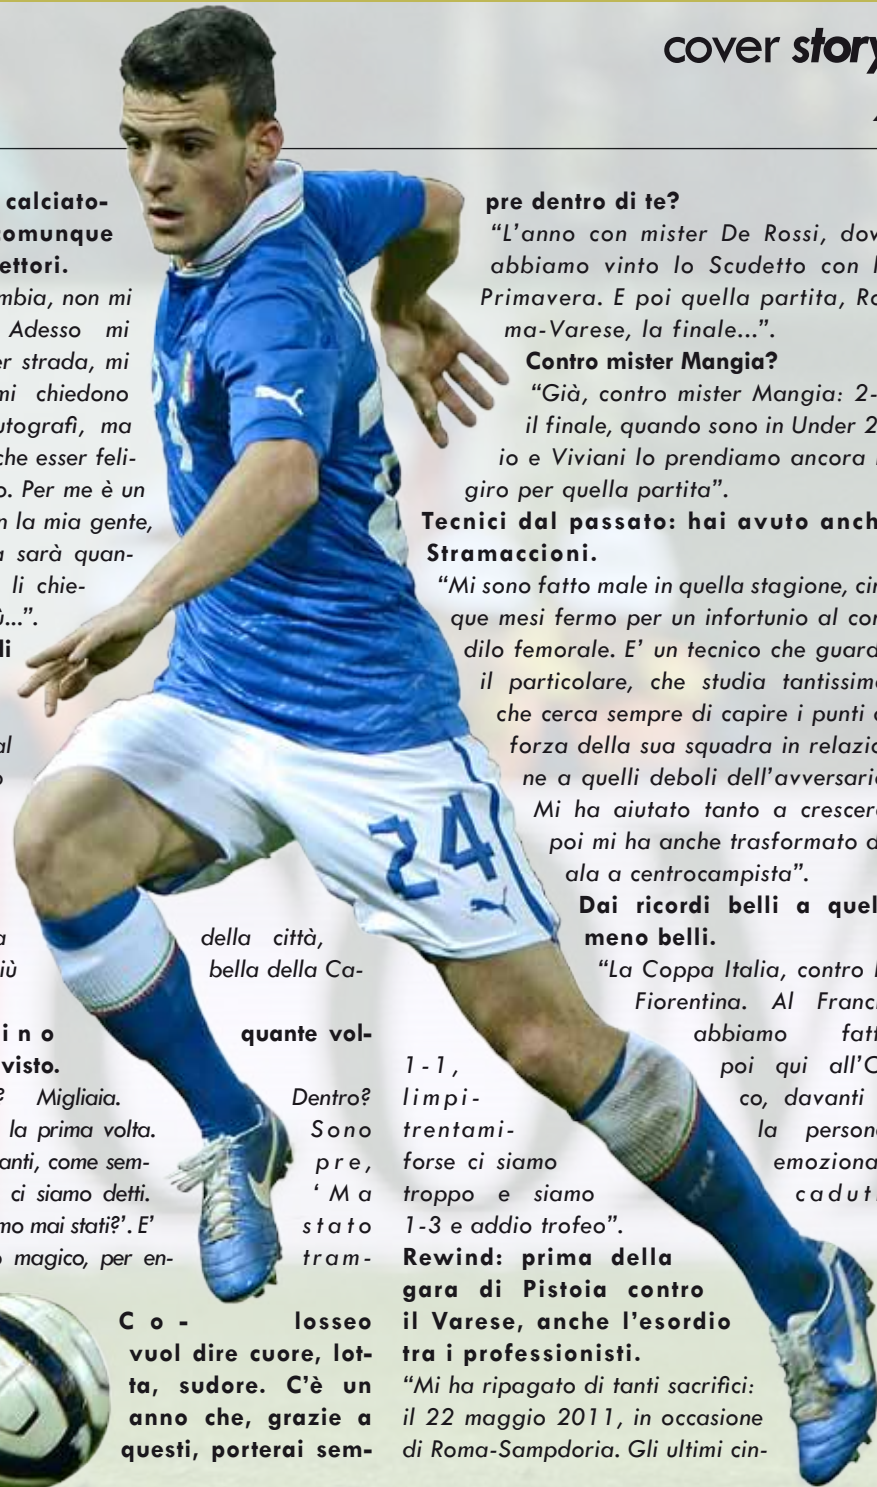 cover story
calciato-
comunque
ettori.
mbia, non mi
Adesso mi
er strada, mi
mi chiedono
utografi, ma
che esser feli-
o. Per me è un
n la mia gente,
a sarà quan-
li chie-
ù...”.
li
al
o
a della città,
iù bella della Ca-
ino quante vol-
visto.
? Migliaia. Dentro?
la prima volta. Sono
anti, come sem- pre,
ci siamo detti. ‘Ma
mo mai stati?’. E’ stato
o magico, per en- tram-
Co- losseo
vuol dire cuore, lot-
ta, sudore. C’è un
anno che, grazie a
questi, porterai sem-
pre dentro di te?
“L’anno con mister De Rossi, dov
abbiamo vinto lo Scudetto con l
Primavera. E poi quella partita, Ro
ma-Varese, la finale...”.
Contro mister Mangia?
“Già, contro mister Mangia: 2-
il finale, quando sono in Under 2
io e Viviani lo prendiamo ancora i
giro per quella partita”.
Tecnici dal passato: hai avuto anch
Stramaccioni.
“Mi sono fatto male in quella stagione, cin
que mesi fermo per un infortunio al con
dilo femorale. E’ un tecnico che guard
il particolare, che studia tantissimo
che cerca sempre di capire i punti d
forza della sua squadra in relazio
ne a quelli deboli dell’avversario
Mi ha aiutato tanto a crescere
poi mi ha anche trasformato d
ala a centrocampista”.
Dai ricordi belli a quel
meno belli.
“La Coppa Italia, contro l
Fiorentina. Al Franc
abbiamo fatt
1-1, poi qui all’O
limpi- co, davanti
trentami- la person
forse ci siamo emoziona
troppo e siamo cadut
1-3 e addio trofeo”.
Rewind: prima della
gara di Pistoia contro
il Varese, anche l’esordio
tra i professionisti.
“Mi ha ripagato di tanti sacrifici:
il 22 maggio 2011, in occasione
di Roma-Sampdoria. Gli ultimi cin-
24